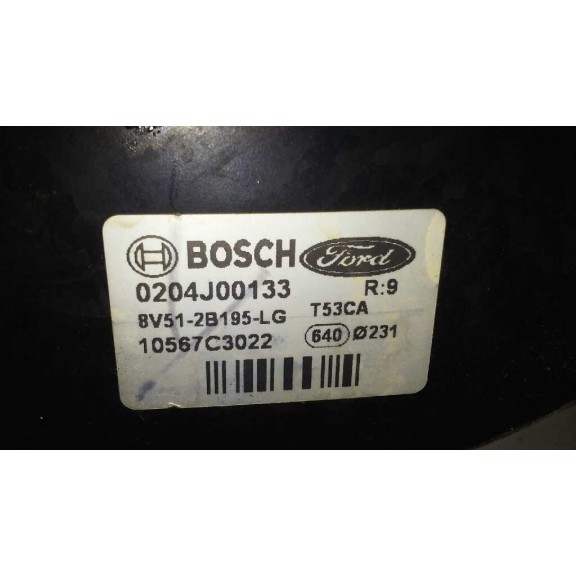 BOSCH Ford
0204J00133 R:9
8V51-2B195-LG T53CA
10567C3022 640 Ø231